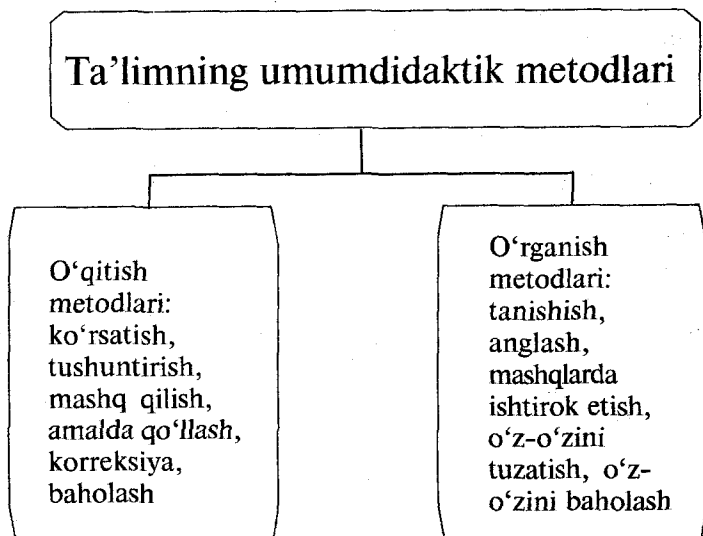 Ta’limning umumdidaktik metodlari
O‘qitish
metodlari:
ko‘rsatish,
tushuntirish,
mashq qilish,
amalda qo‘llash,
korreksiya,
baholash
O‘rganish
metodlari:
tanishish,
anglash,
mashqlarda
ishtirok etish,
o‘z-o‘zini
tuzatish, o‘z-
o‘zini baholash